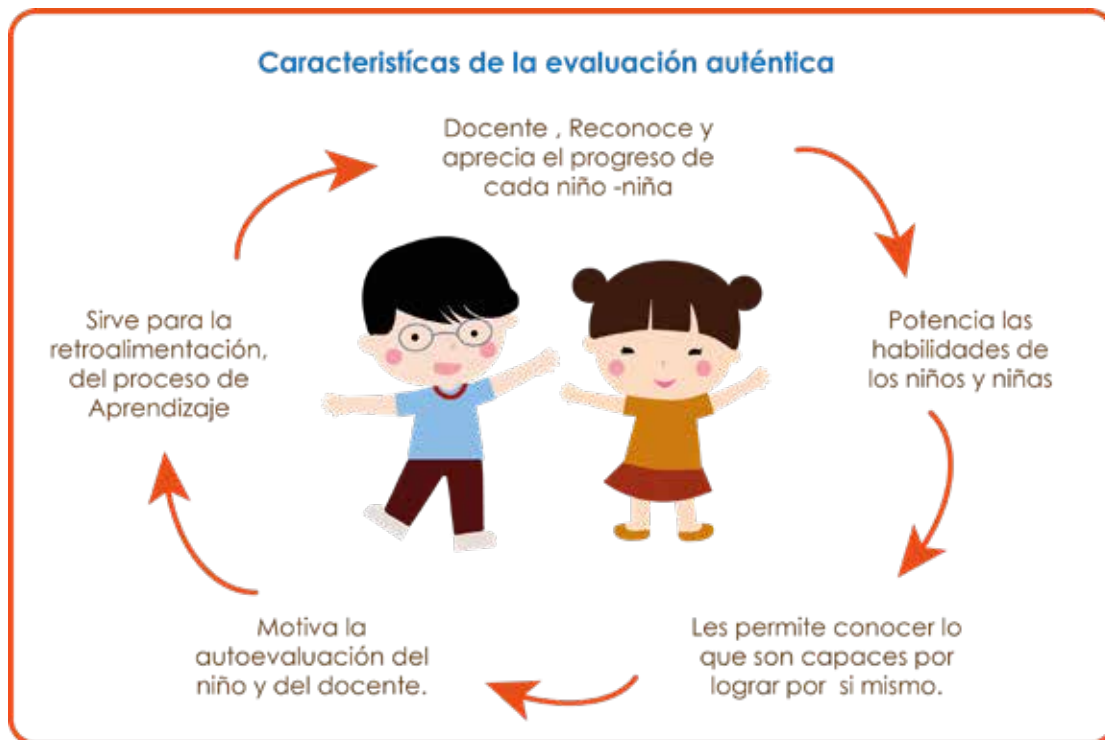 Caracteristícas de la evaluación auténtica
Docente , Reconoce y
aprecia el progreso de
cada niño -niña
Potencia las
habilidades de
los niños y niñas
Les permite conocer lo
que son capaces por
lograr por si mismo.
Motiva la
autoevaluación del
niño y del docente.
Sirve para la
retroalimentación,
del proceso de
Aprendizaje